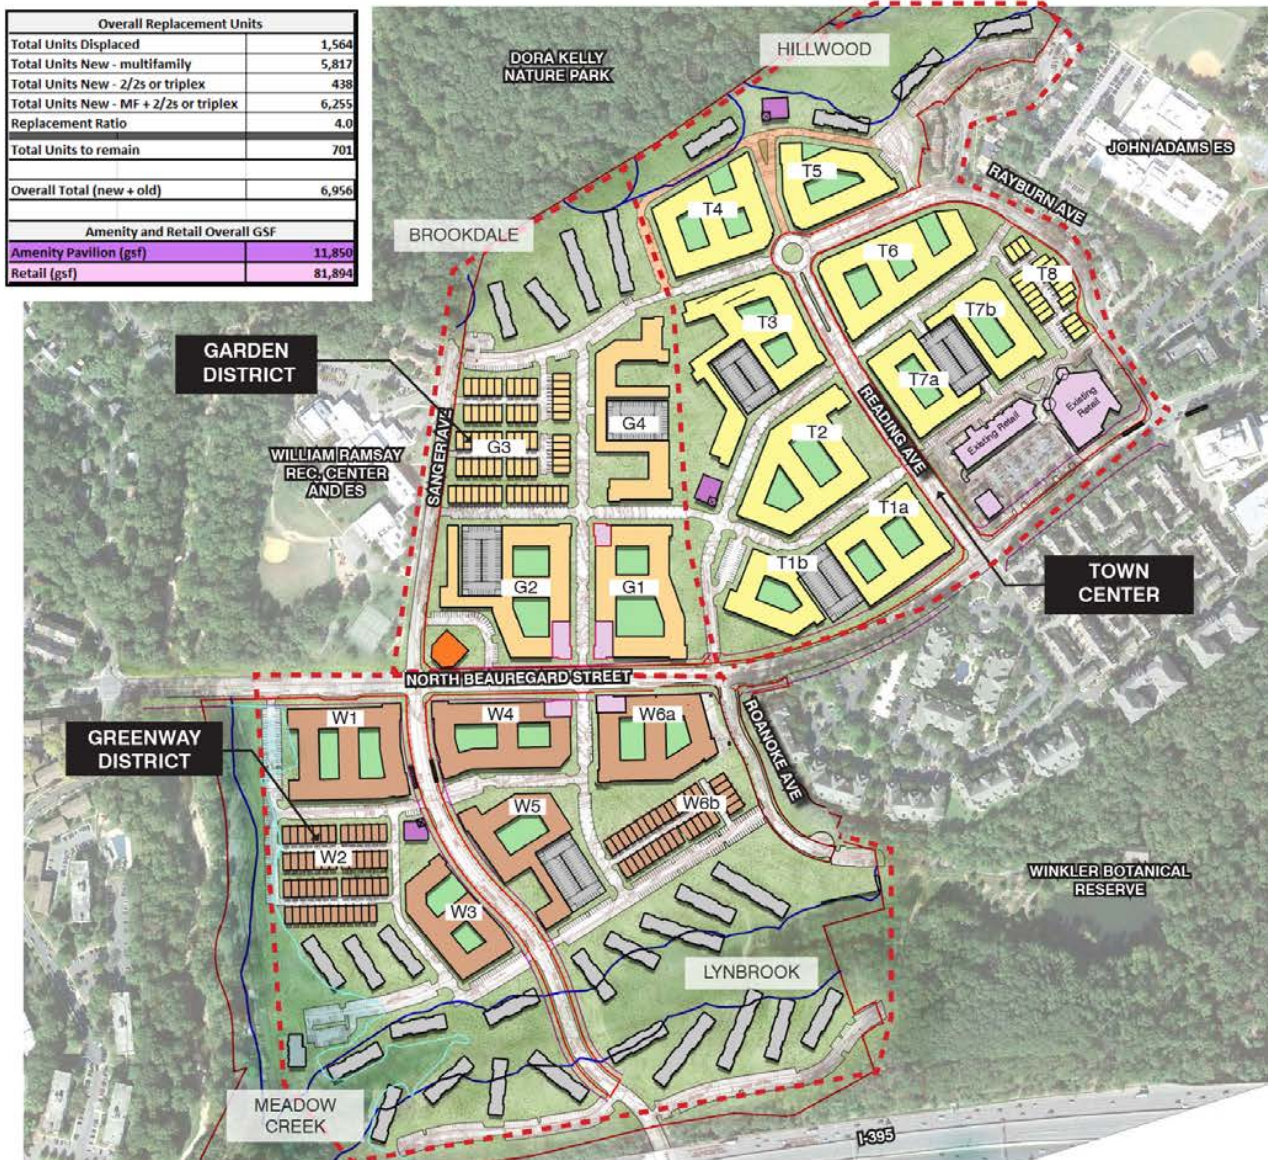 Overall Replacement Units
Total Units Displaced 1,564
Total Units New - multifamily 5,817
Total Units New - 2/2s or triplex 438
Total Units New - MF + 2/2s or triplex 6,255
Replacement Ratio 4.0
Total Units to remain 701
Overall Total (new + old) 6,956
Amenity and Retail Overall GSF
Amenity Pavilion (gsf) 11,850
Retail (gsf) 81,894
DORA KELLY
NATURE PARK
HILLWOOD
JOHN ADAMS ES
RAYBURN AVE
BROOKDALE
T5
T4
T6
T8
T3
T7b
T7a
GARDEN
DISTRICT
SANGER AVE
READING AVE
Existing Retail
Existing
Retail
G4
G3
T2
WILLIAM RAMSAY
REC. CENTER
AND ES
T1a
T1b
G2
G1
TOWN
CENTER
NORTH BEAUREGARD STREET
W1
W4
W6a
ROANOKE AVE
GREENWAY
DISTRICT
W5
W6b
W2
W3
WINKLER BOTANICAL
RESERVE
LYNBROOK
MEADOW
CREEK
I-395